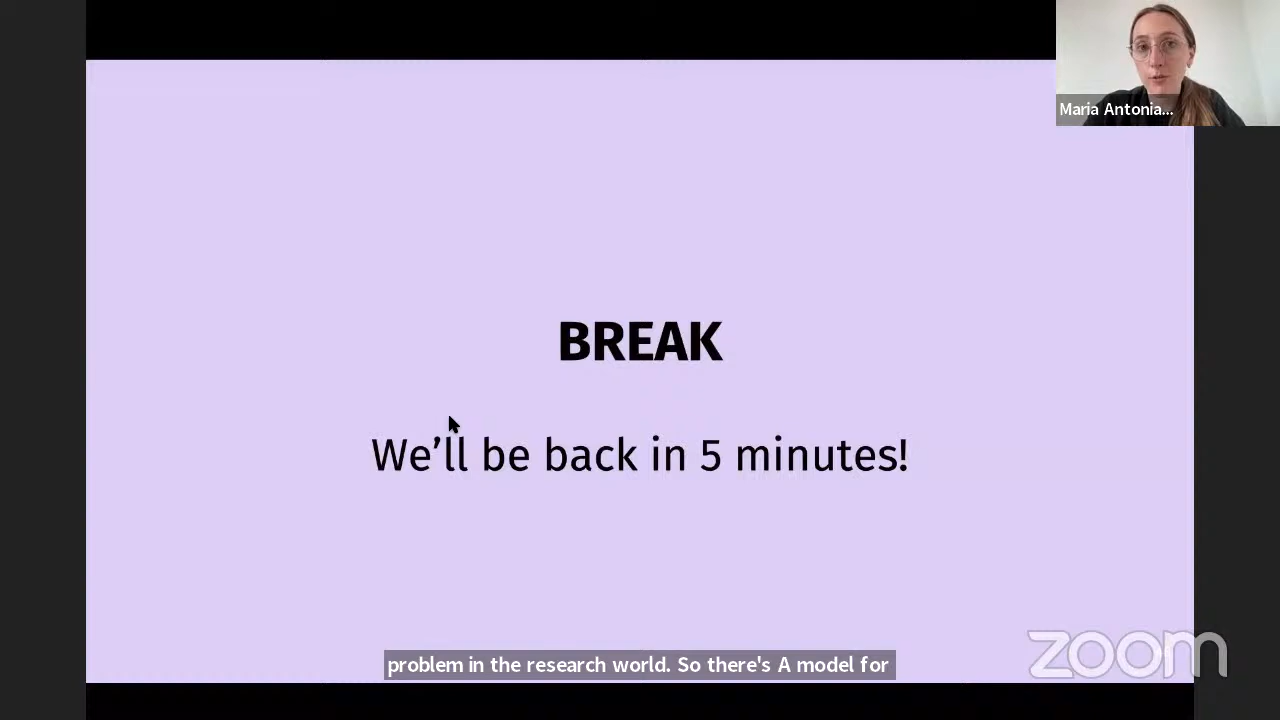 Maria Antonia...
BREAK
We’ll be back in 5 minutes!
problem in the research world. So there's A model for
zoom